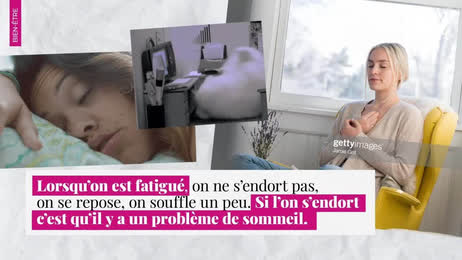 BIEN-ÊTRE
gettyimages
Lorsqu'on est fatigué, on ne s'endort pas,
on se repose, on souffle un peu. Si l'on s'endort
c'est qu'il y a un problème de sommeil.